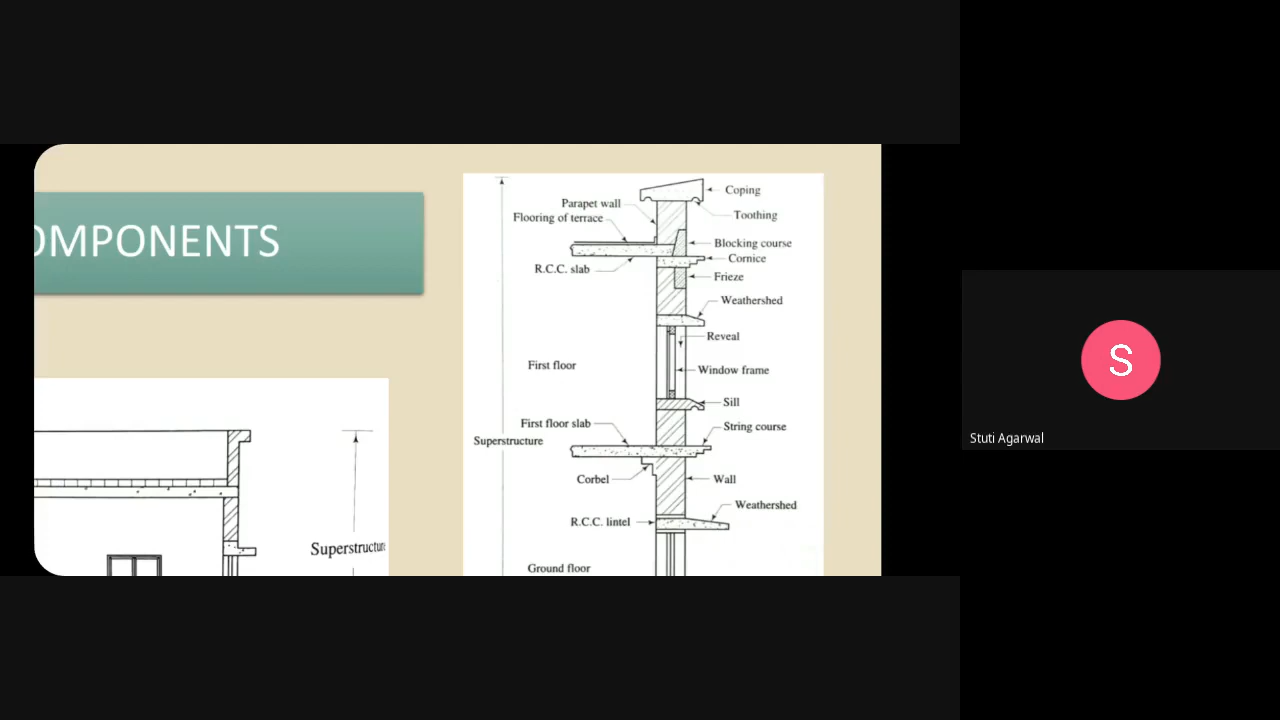 OMPONENTS
Superstructure
Coping
Parapet wall
Flooring of terrace
Toothing
Blocking course
Cornice
R.C.C. slab
Frieze
Weathershed
Reveal
First floor
Window frame
Sill
First floor slab
String course
Superstructure
Corbel
Wall
Weathershed
R.C.C. lintel
Ground floor
S
Stuti Agarwal